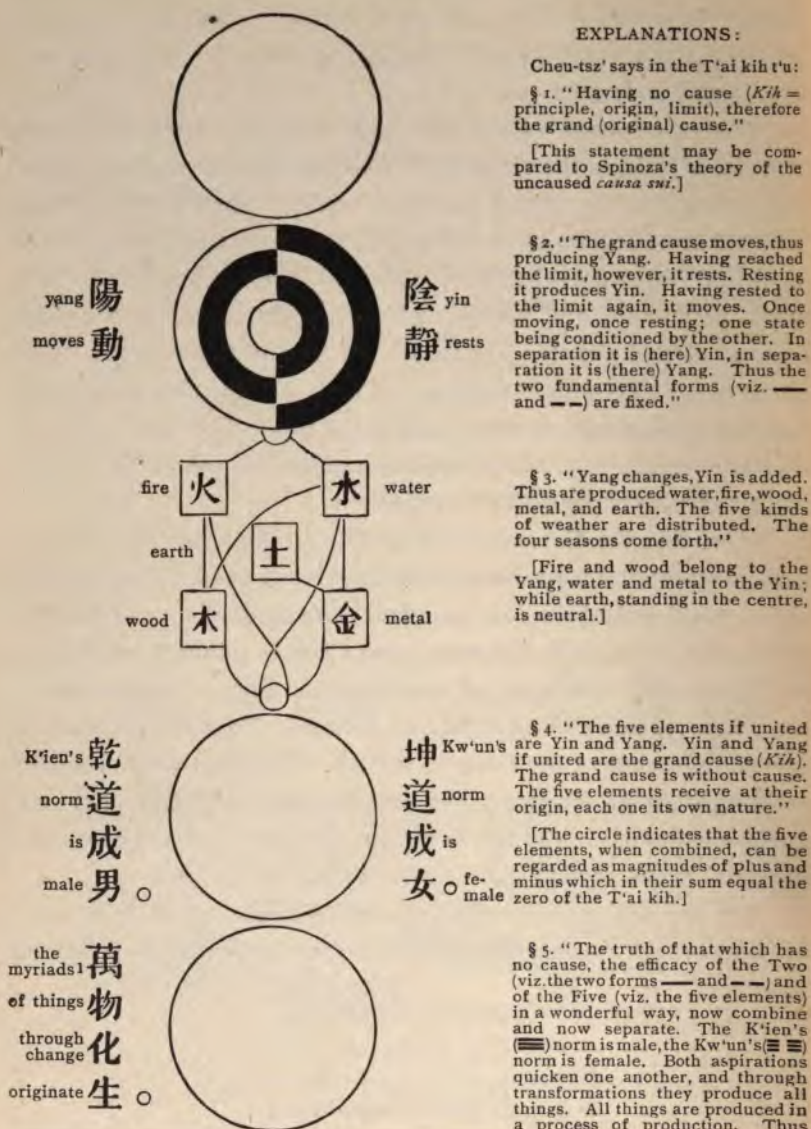 yang 陽
moves 動
陰 yin
靜 rests
fire 火
水 water
earth 土
wood 木
金 metal
K'ien's 乾
norm 道
is 成
male 男
坤 Kw'un's
道 norm
成 is
女 fe-
male
the
myriads1 萬
of things 物
through
change 化
originate 生
EXPLANATIONS:
Cheu-tsz' says in the T'ai kih t'u:
§ 1. "Having no cause (Kih =
principle, origin, limit), therefore
the grand (original) cause."
[This statement may be com-
pared to Spinoza's theory of the
uncaused causa sui.]
§ 2. "The grand cause moves, thus
producing Yang. Having reached
the limit, however, it rests. Resting
it produces Yin. Having rested to
the limit again, it moves. Once
moving, once resting; one state
being conditioned by the other. In
separation it is (here) Yin, in sepa-
ration it is (there) Yang. Thus the
two fundamental forms (viz. —
and – –) are fixed."
§ 3. "Yang changes, Yin is added.
Thus are produced water, fire, wood,
metal, and earth. The five kinds
of weather are distributed. The
four seasons come forth."
[Fire and wood belong to the
Yang, water and metal to the Yin;
while earth, standing in the centre,
is neutral.]
§ 4. "The five elements if united
are Yin and Yang. Yin and Yang
if united are the grand cause (Kih).
The grand cause is without cause.
The five elements receive at their
origin, each one its own nature."
[The circle indicates that the five
elements, when combined, can be
regarded as magnitudes of plus and
minus which in their sum equal the
zero of the T'ai kih.]
§ 5. "The truth of that which has
no cause, the efficacy of the Two
(viz. the two forms — and – –) and
of the Five (viz. the five elements)
in a wonderful way, now combine
and now separate. The K'ien's
(☰) norm is male, the Kw'un's (☷)
norm is female. Both aspirations
quicken one another, and through
transformations they produce all
things. All things are produced in
a process of production. Thus